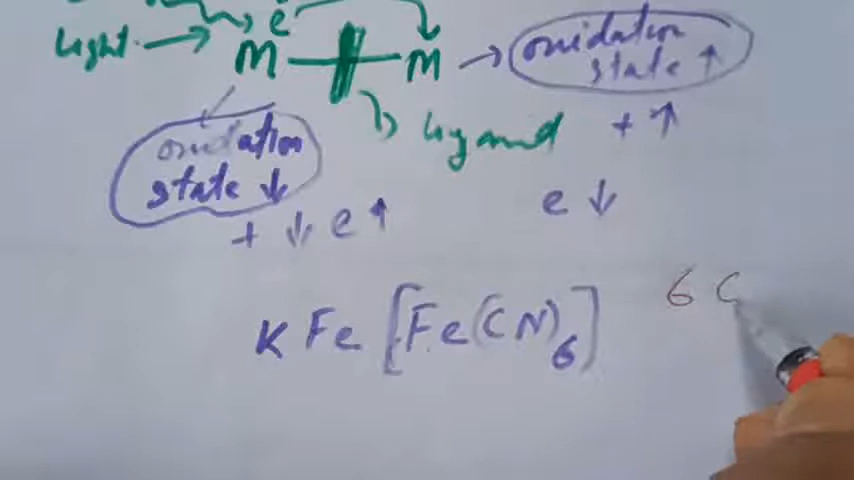 Light → M e M → oxidation
state ↑
ligand + ↑
oxidation
state ↓
+ ↓ e ↑ e ↓
K Fe [Fe(CN)6] 6 C